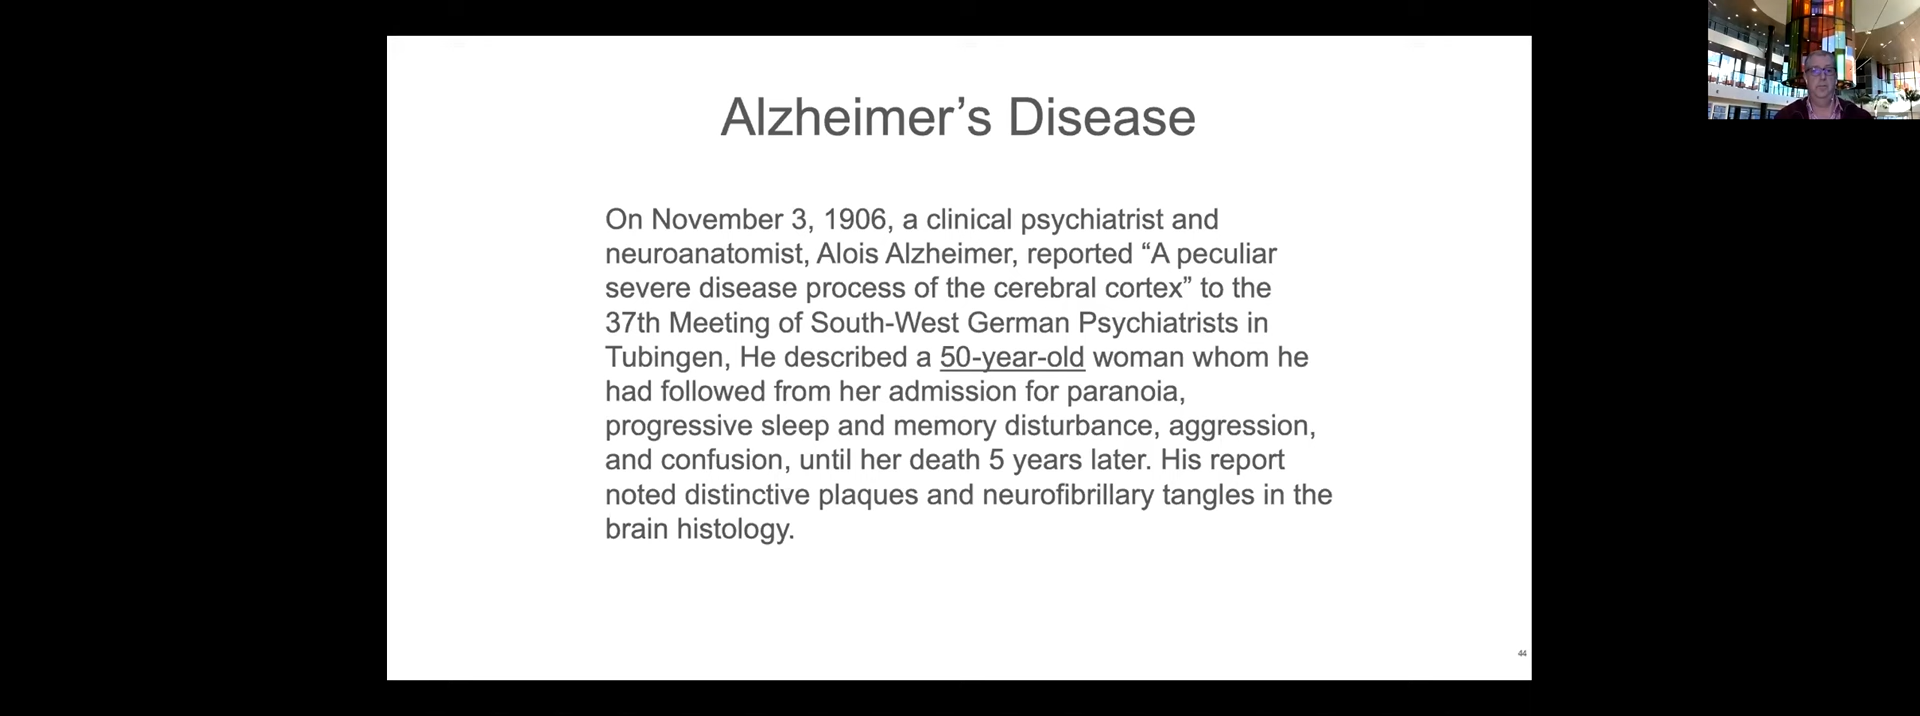 Alzheimer’s Disease
On November 3, 1906, a clinical psychiatrist and
neuroanatomist, Alois Alzheimer, reported “A peculiar
severe disease process of the cerebral cortex” to the
37th Meeting of South-West German Psychiatrists in
Tubingen, He described a 50-year-old woman whom he
had followed from her admission for paranoia,
progressive sleep and memory disturbance, aggression,
and confusion, until her death 5 years later. His report
noted distinctive plaques and neurofibrillary tangles in the
brain histology.
44